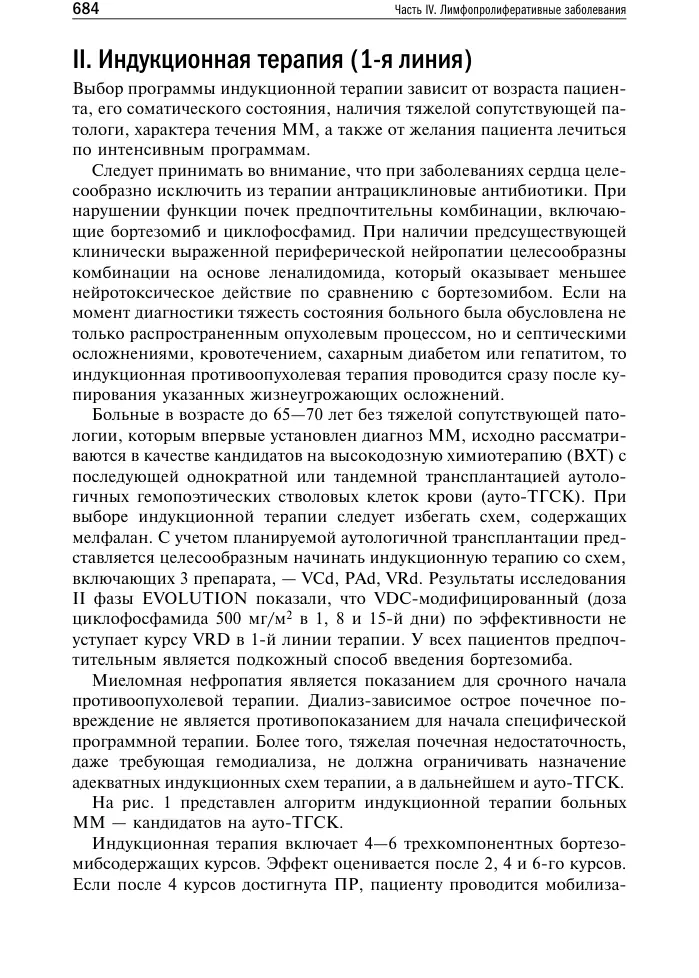 684
Часть IV. Лимфопролиферативные заболевания
II. Индукционная терапия (1-я линия)
Выбор программы индукционной терапии зависит от возраста пациен-
та, его соматического состояния, наличия тяжелой сопутствующей па-
тологи, характера течения ММ, а также от желания пациента лечиться
по интенсивным программам.
Следует принимать во внимание, что при заболеваниях сердца целе-
сообразно исключить из терапии антрациклиновые антибиотики. При
нарушении функции почек предпочтительны комбинации, включаю-
щие бортезомиб и циклофосфамид. При наличии предсуществующей
клинически выраженной периферической нейропатии целесообразны
комбинации на основе леналидомида, который оказывает меньшее
нейротоксическое действие по сравнению с бортезомибом. Если на
момент диагностики тяжесть состояния больного была обусловлена не
только распространенным опухолевым процессом, но и септическими
осложнениями, кровотечением, сахарным диабетом или гепатитом, то
индукционная противоопухолевая терапия проводится сразу после ку-
пирования указанных жизнеугрожающих осложнений.
Больные в возрасте до 65—70 лет без тяжелой сопутствующей пато-
логии, которым впервые установлен диагноз ММ, исходно рассматри-
ваются в качестве кандидатов на высокодозную химиотерапию (ВХТ) с
последующей однократной или тандемной трансплантацией аутоло-
гичных гемопоэтических стволовых клеток крови (ауто-ТГСК). При
выборе индукционной терапии следует избегать схем, содержащих
мелфалан. С учетом планируемой аутологичной трансплантации пред-
ставляется целесообразным начинать индукционную терапию со схем,
включающих 3 препарата, — VCd, PAd, VRd. Результаты исследования
II фазы EVOLUTION показали, что VDC-модифицированный (доза
циклофосфамида 500 мг/м² в 1, 8 и 15-й дни) по эффективности не
уступает курсу VRD в 1-й линии терапии. У всех пациентов предпоч-
тительным является подкожный способ введения бортезомиба.
Миеломная нефропатия является показанием для срочного начала
противоопухолевой терапии. Диализ-зависимое острое почечное по-
вреждение не является противопоказанием для начала специфической
программной терапии. Более того, тяжелая почечная недостаточность,
даже требующая гемодиализа, не должна ограничивать назначение
адекватных индукционных схем терапии, а в дальнейшем и ауто-ТГСК.
На рис. 1 представлен алгоритм индукционной терапии больных
ММ — кандидатов на ауто-ТГСК.
Индукционная терапия включает 4—6 трехкомпонентных бортезо-
мибсодержащих курсов. Эффект оценивается после 2, 4 и 6-го курсов.
Если после 4 курсов достигнута ПР, пациенту проводится мобилиза-